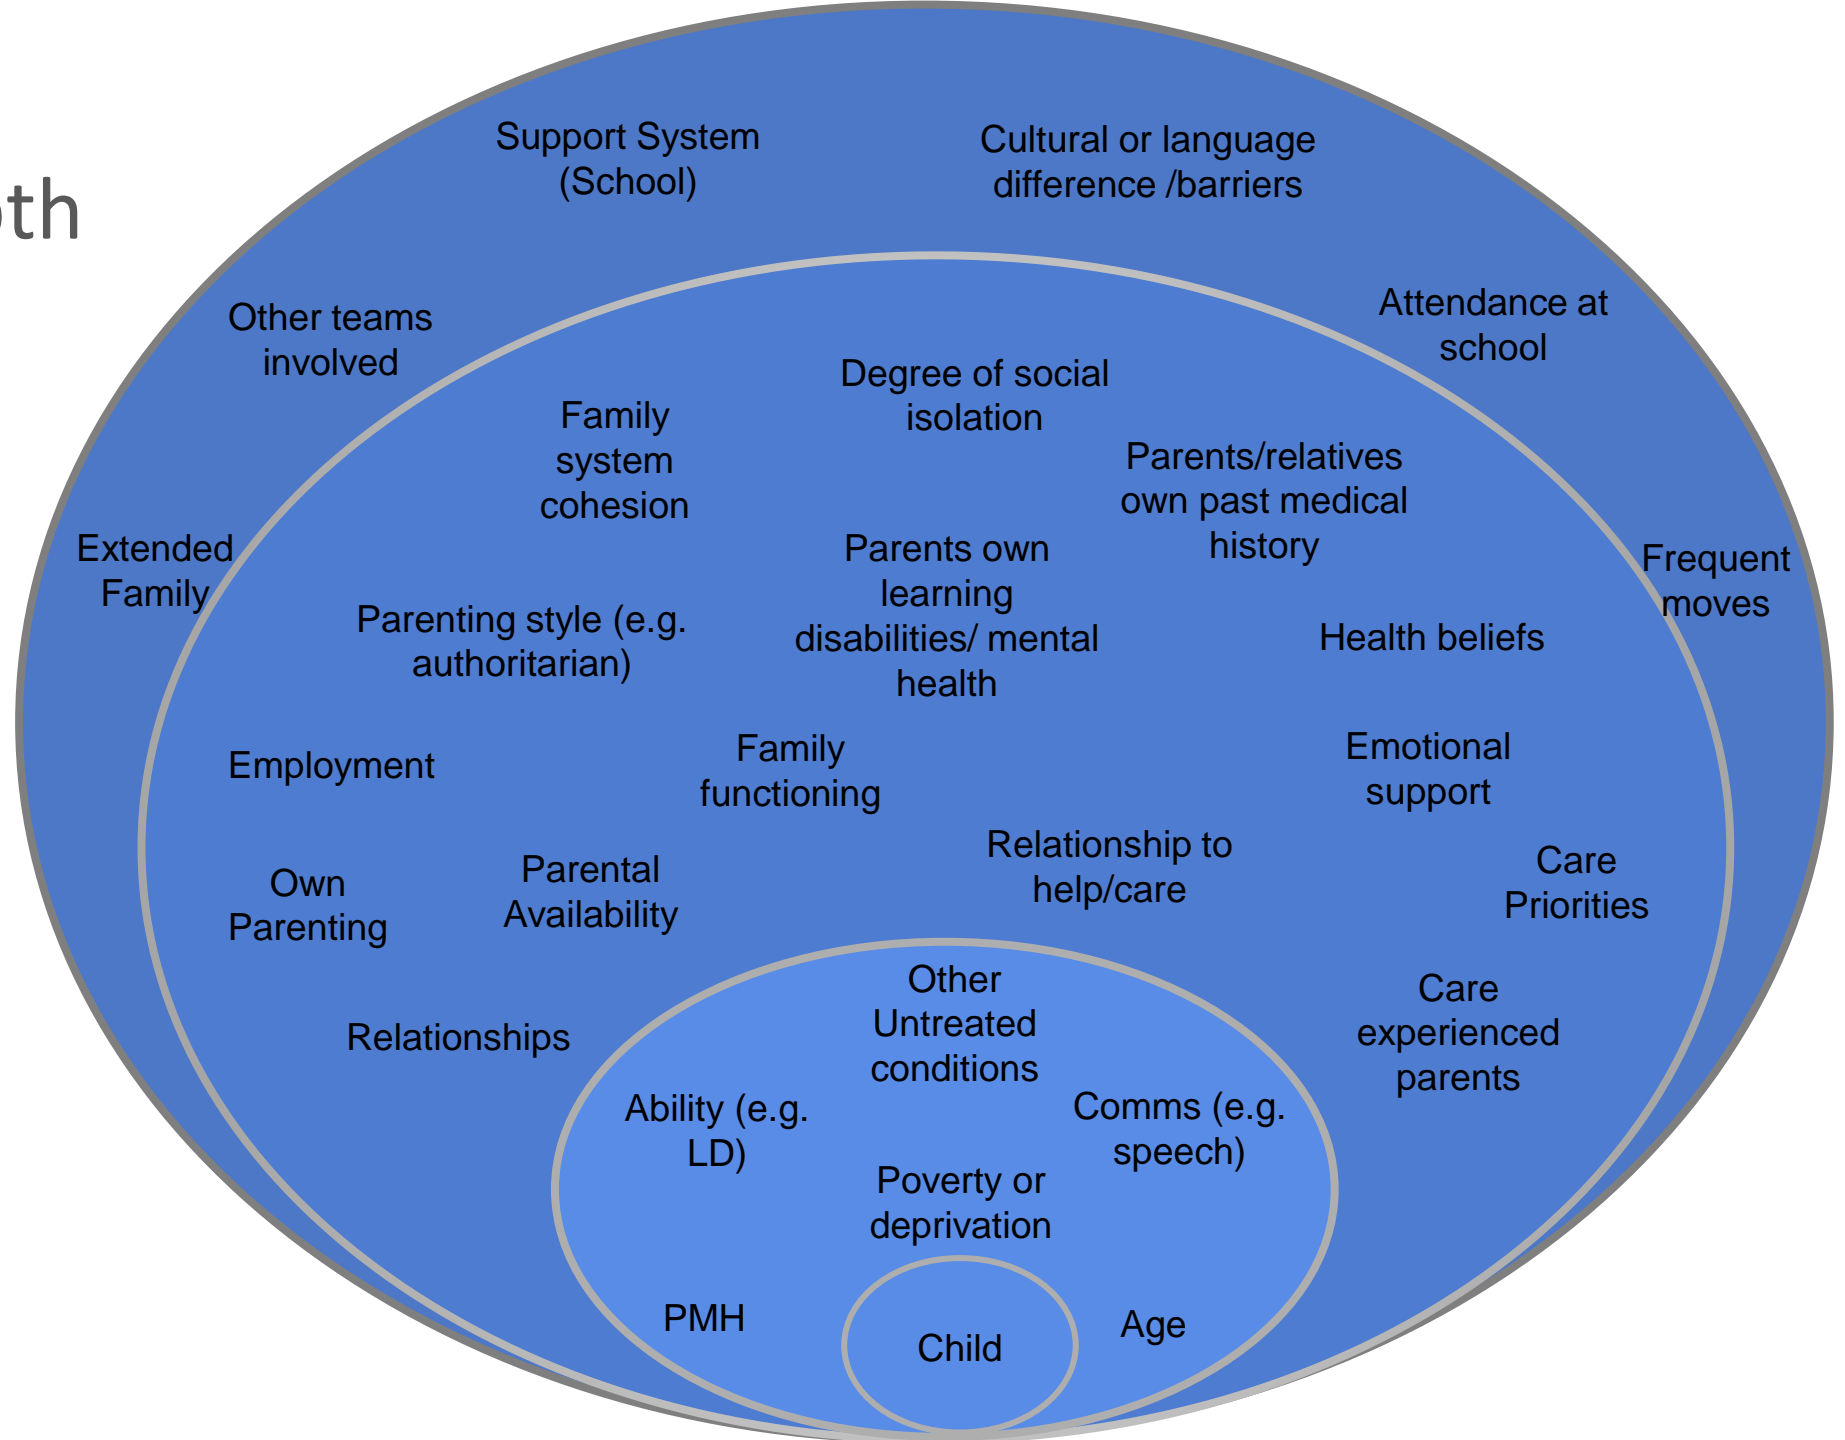 Support System
(School)
Cultural or language
difference /barriers
pth
Other teams
involved
Attendance at
school
Degree of social
isolation
Family
system
cohesion
Parents/relatives
own past medical
history
Extended
Family
Parents own
learning
disabilities/ mental
health
Frequent
moves
Parenting style (e.g.
authoritarian)
Health beliefs
Employment
Family
functioning
Emotional
support
Relationship to
help/care
Care
Priorities
Own
Parenting
Parental
Availability
Other
Untreated
conditions
Care
experienced
parents
Relationships
Ability (e.g.
LD)
Comms (e.g.
speech)
Poverty or
deprivation
PMH
Age
Child